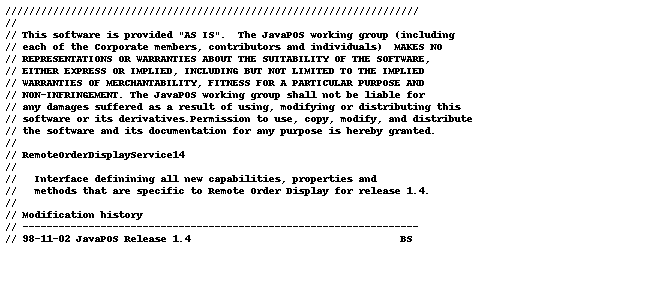 //////////////////////////////////////////////////////////////////////
//
// This software is provided "AS IS".  The JavaPOS working group (including
// each of the Corporate members, contributors and individuals)  MAKES NO
// REPRESENTATIONS OR WARRANTIES ABOUT THE SUITABILITY OF THE SOFTWARE,
// EITHER EXPRESS OR IMPLIED, INCLUDING BUT NOT LIMITED TO THE IMPLIED
// WARRANTIES OF MERCHANTABILITY, FITNESS FOR A PARTICULAR PURPOSE AND
// NON-INFRINGEMENT. The JavaPOS working group shall not be liable for
// any damages suffered as a result of using, modifying or distributing this
// software or its derivatives.Permission to use, copy, modify, and distribute
// the software and its documentation for any purpose is hereby granted.
//
// RemoteOrderDisplayService14
//
//   Interface definining all new capabilities, properties and
//   methods that are specific to Remote Order Display for release 1.4.
//
// Modification history
// ------------------------------------------------------------------
// 98-11-02 JavaPOS Release 1.4                                   BS